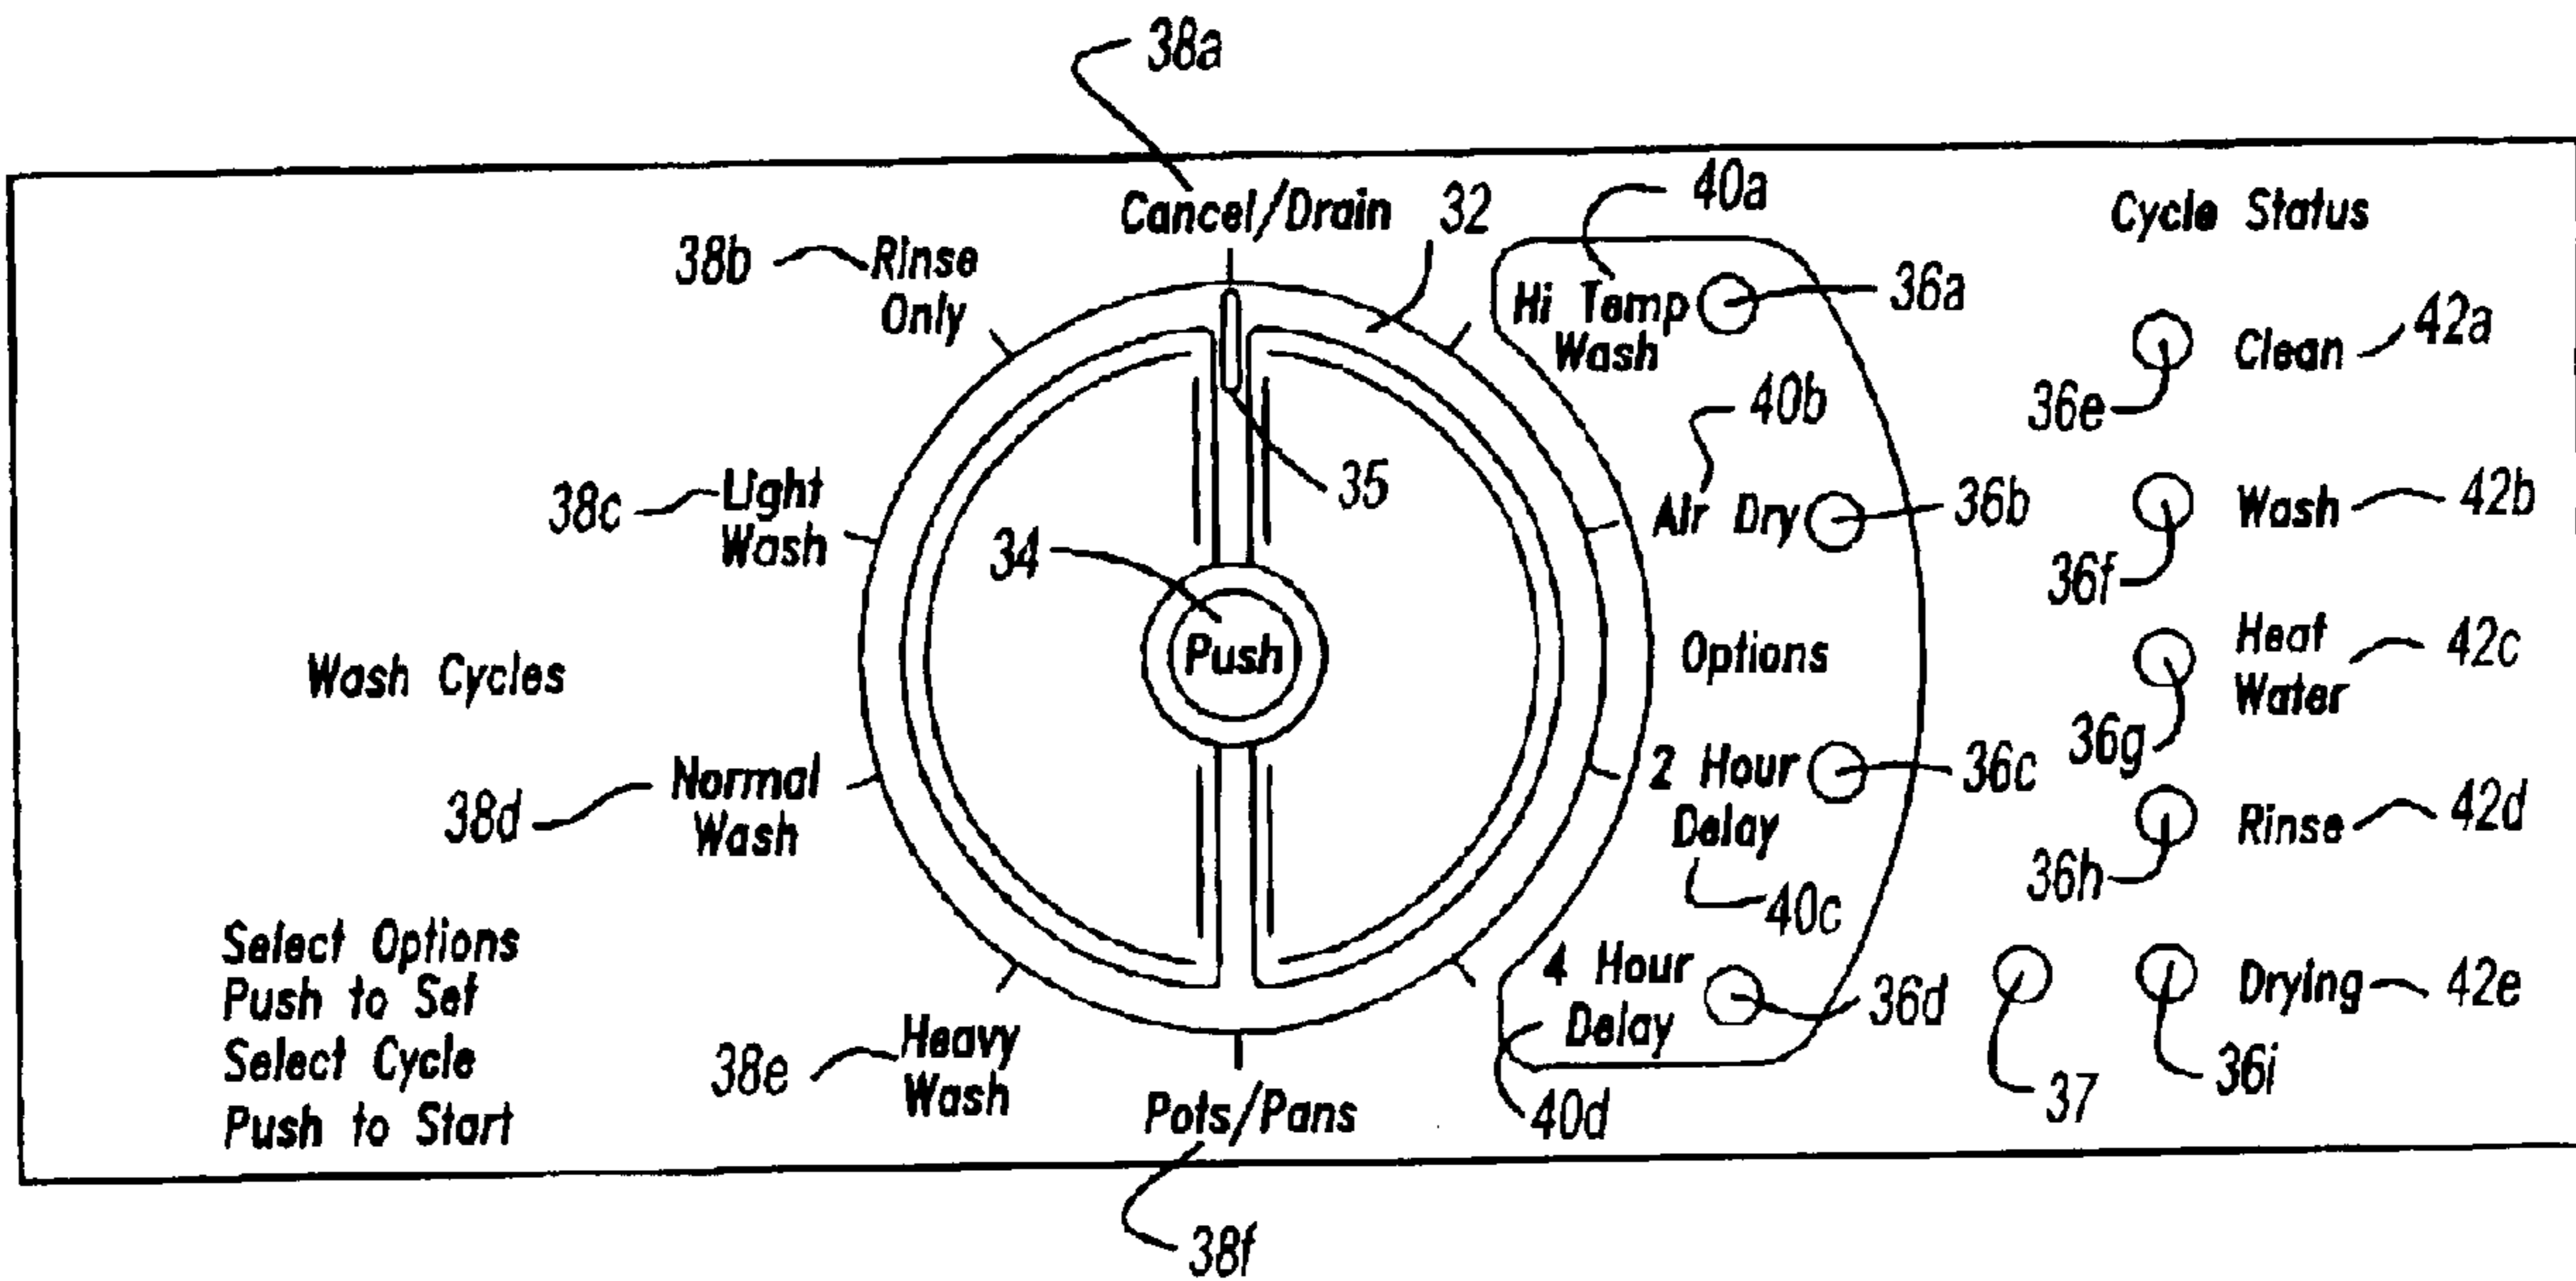 38a
Cancel/Drain
32
40a
Cycle Status
38b
Rinse
Only
Hi Temp
Wash
36a
Clean
42a
36e
40b
38c
Light
Wash
35
Air Dry
36b
Wash
42b
34
36f
Push
Wash Cycles
Options
Heat
Water
42c
36g
38d
Normal
Wash
2 Hour
Delay
36c
40c
Rinse
42d
36h
Select Options
Push to Set
Select Cycle
Push to Start
38e
Heavy
Wash
4 Hour
Delay
36d
40d
Drying
42e
37
36i
Pots/Pans
38f